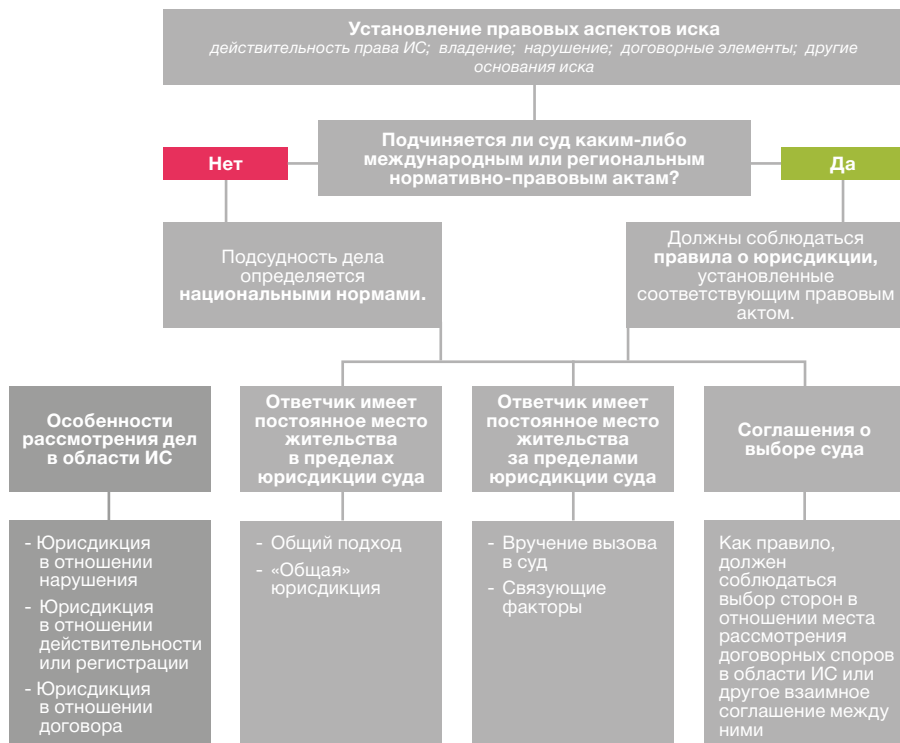 Установление правовых аспектов иска
действительность права ИС; владение; нарушение; договорные элементы; другие
основания иска
Подчиняется ли суд каким-либо
международным или региональным
нормативно-правовым актам?
Нет
Да
Подсудность дела
определяется
национальными нормами.
Должны соблюдаться
правила о юрисдикции,
установленные
соответствующим правовым
актом.
Особенности
рассмотрения дел
в области ИС
Ответчик имеет
постоянное место
жительства
в пределах
юрисдикции суда
Ответчик имеет
постоянное место
жительства
за пределами
юрисдикции суда
Соглашения о
выборе суда
- Юрисдикция
в отношении
нарушения
- Юрисдикция
в отношении
действительности
или регистрации
- Юрисдикция
в отношении
договора
- Общий подход
- «Общая»
юрисдикция
- Вручение вызова
в суд
- Связующие
факторы
Как правило,
должен
соблюдаться
выбор сторон в
отношении места
рассмотрения
договорных споров
в области ИС или
другое взаимное
соглашение между
ними